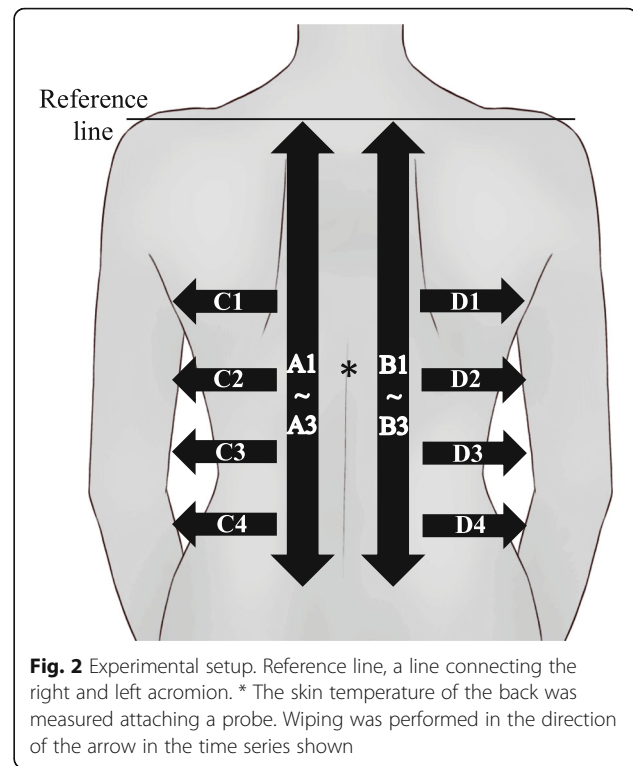 Reference
line
C1
D1
A1
~
A3
*
B1
~
B3
C2
D2
C3
D3
C4
D4
Fig. 2 Experimental setup. Reference line, a line connecting the
right and left acromion. * The skin temperature of the back was
measured attaching a probe. Wiping was performed in the direction
of the arrow in the time series shown